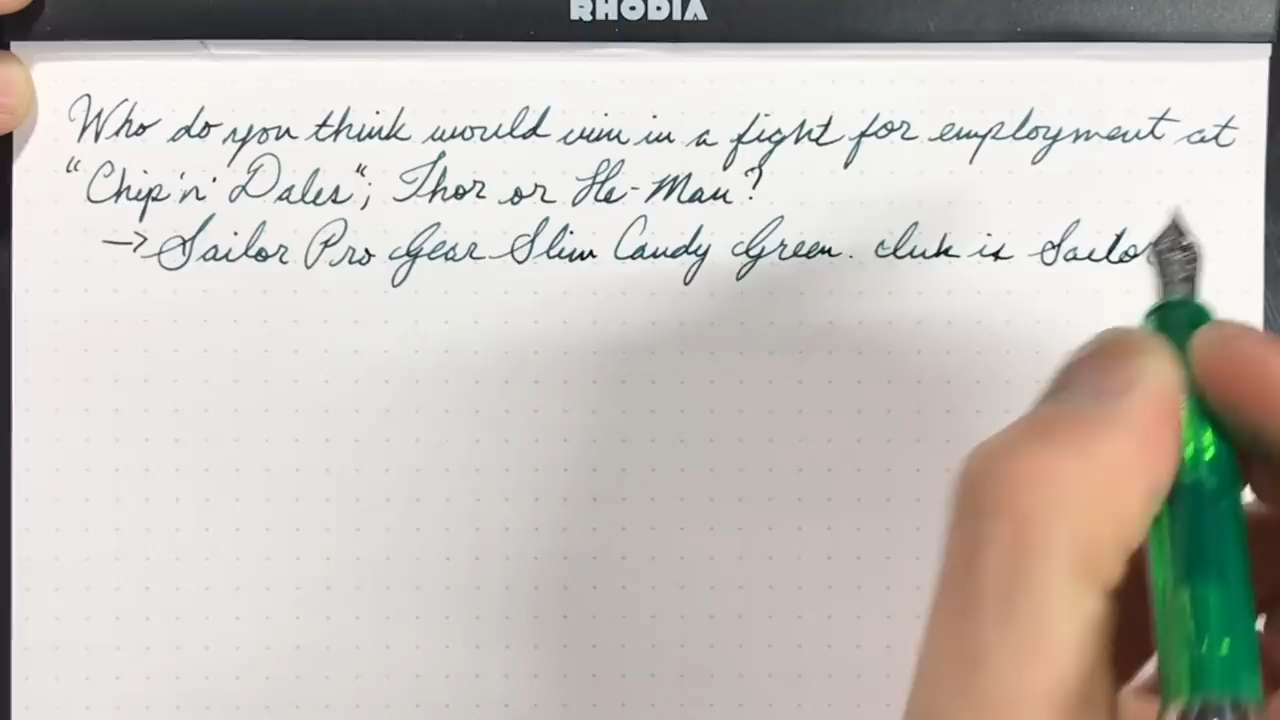 RHODIA
Who do you think would win in a fight for employment at
"Chip 'n' Dales"; Thor or He-Man?
→ Sailor Pro Gear Slim Candy Green. Ink is Sailor